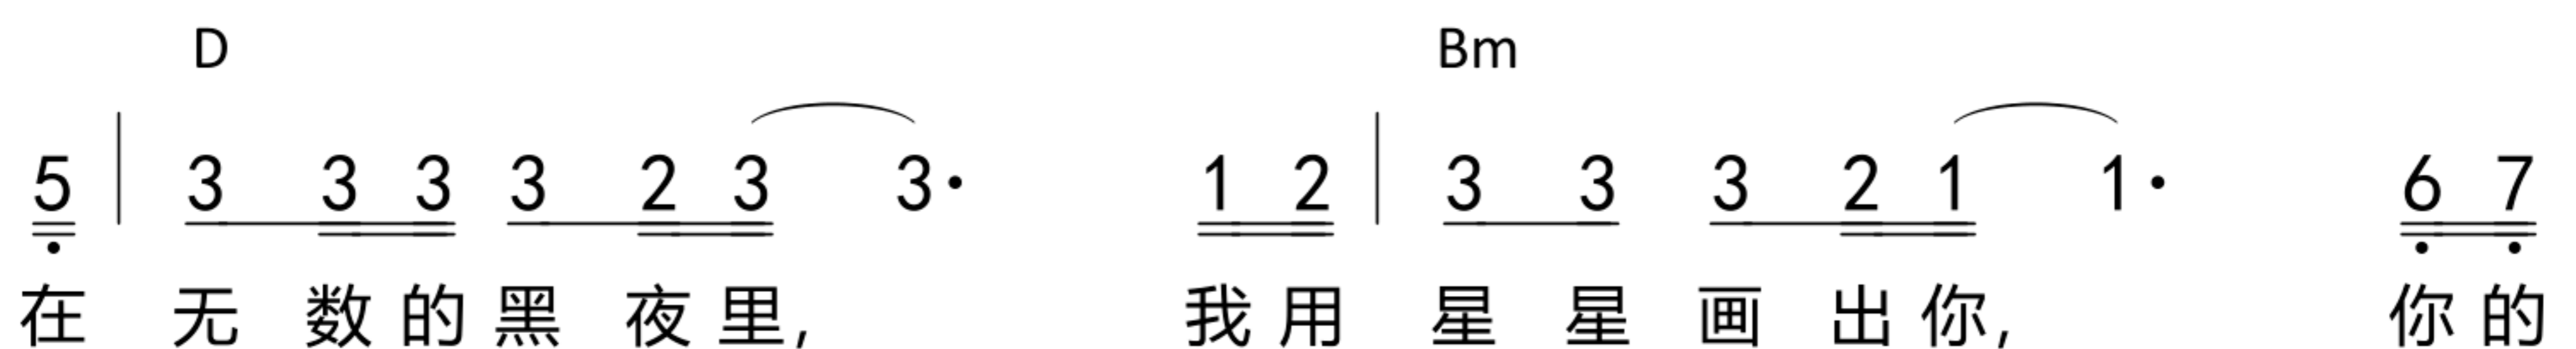 D Bm
5 | 3 3 3 3 2 3 3· 1 2 | 3 3 3 2 1 1· 6 7
在 无 数 的 黑 夜 里, 我 用 星 星 画 出 你, 你 的